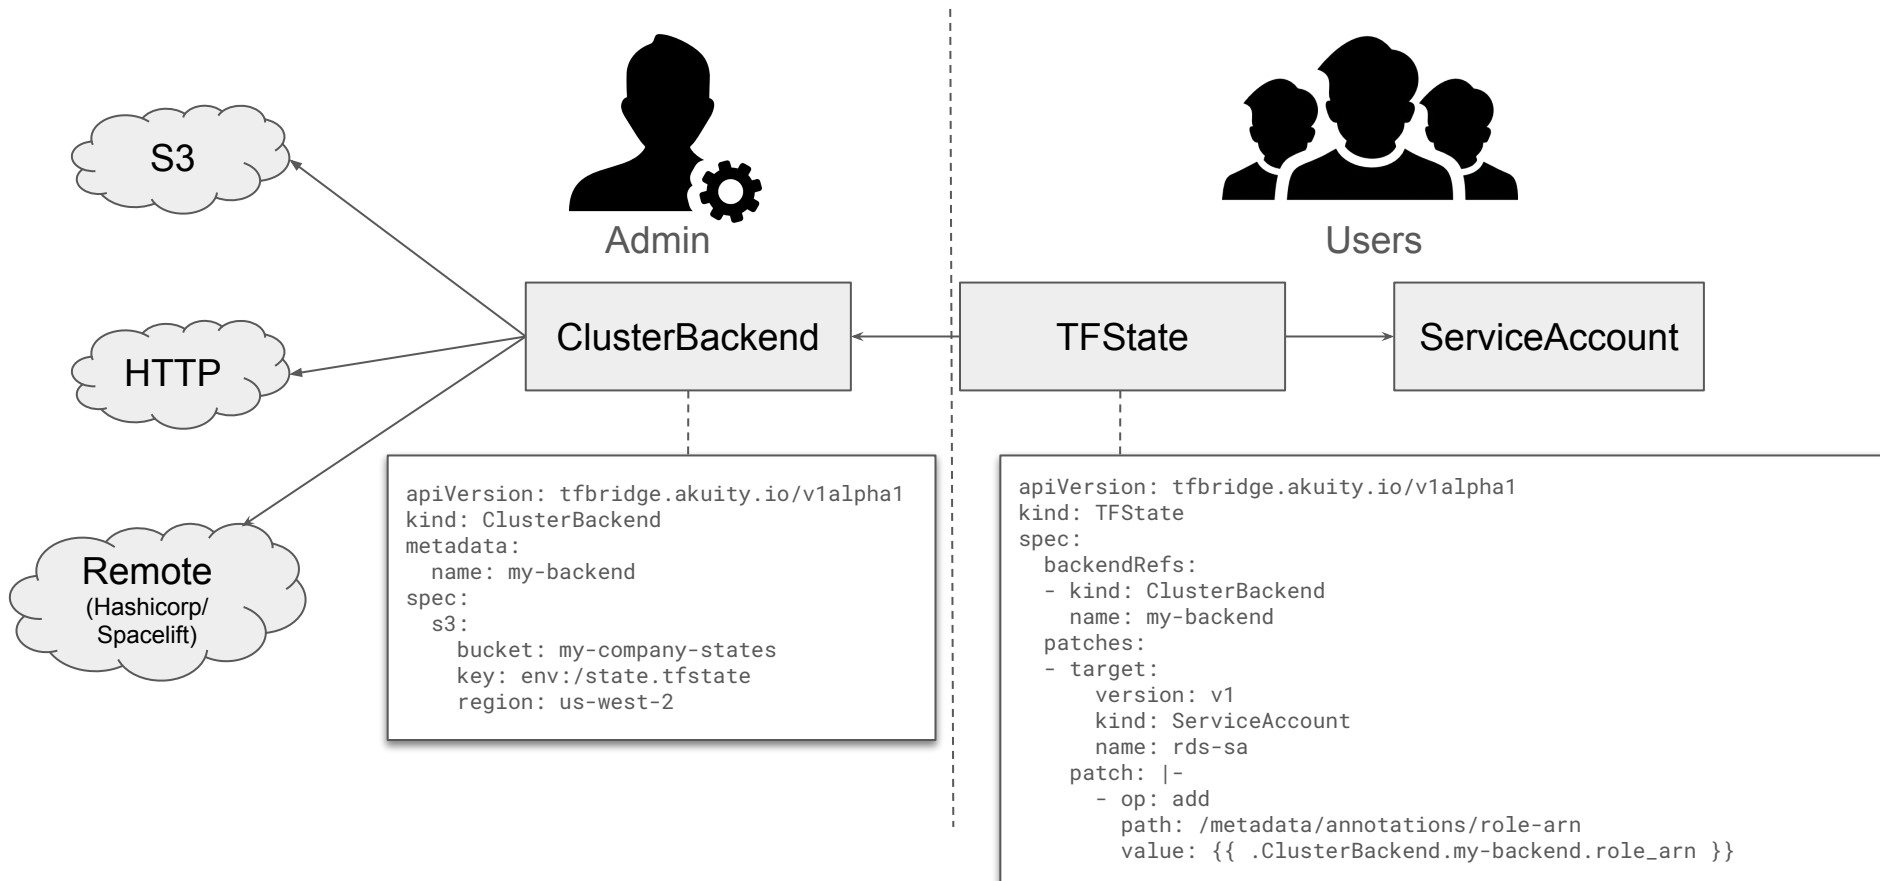 S3
HTTP
Remote
(Hashicorp/
Spacelift)
Admin
ClusterBackend
apiVersion: tfbridge.akuity.io/v1alpha1
kind: ClusterBackend
metadata:
  name: my-backend
spec:
  s3:
    bucket: my-company-states
    key: env:/state.tfstate
    region: us-west-2
Users
TFState
ServiceAccount
apiVersion: tfbridge.akuity.io/v1alpha1
kind: TFState
spec:
  backendRefs:
  - kind: ClusterBackend
    name: my-backend
  patches:
  - target:
      version: v1
      kind: ServiceAccount
      name: rds-sa
    patch: |-
      - op: add
        path: /metadata/annotations/role-arn
        value: {{ .ClusterBackend.my-backend.role_arn }}